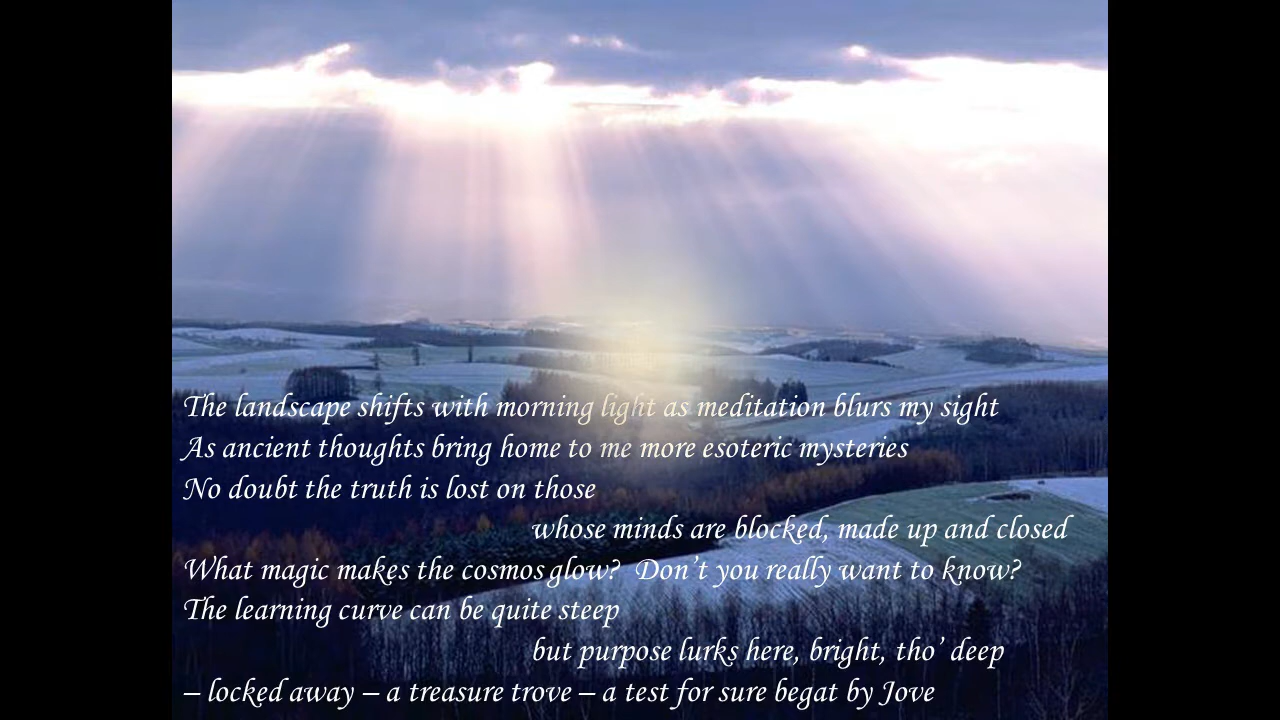 The landscape shifts with morning light as meditation blurs my sight
As ancient thoughts bring home to me more esoteric mysteries
No doubt the truth is lost on those
whose minds are blocked, made up and closed
What magic makes the cosmos glow?  Don’t you really want to know?
The learning curve can be quite steep
but purpose lurks here, bright, tho’ deep
– locked away – a treasure trove – a test for sure begat by Jove